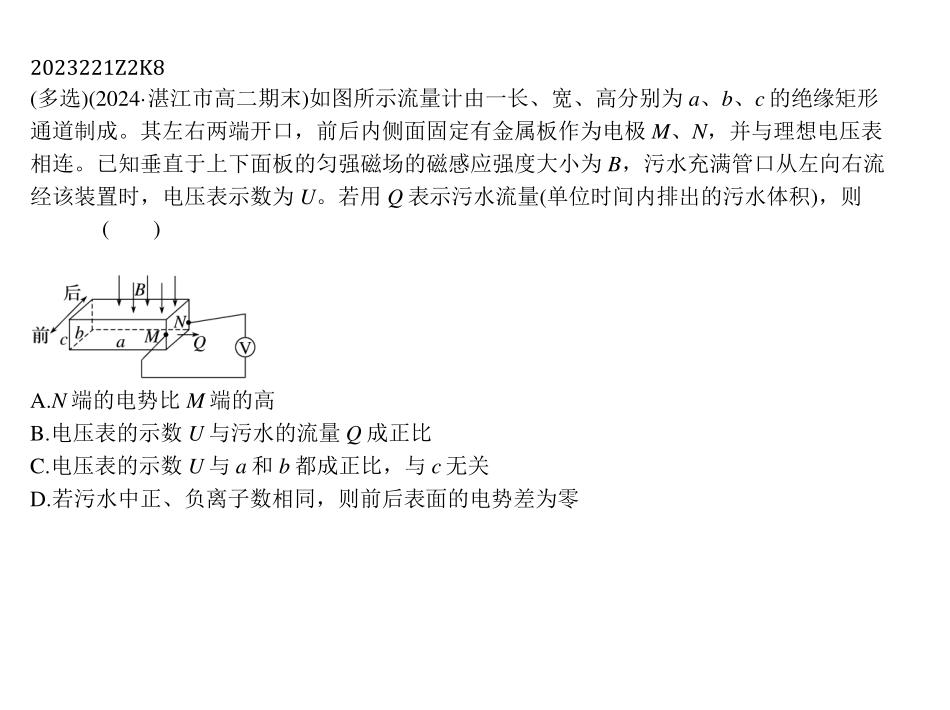 2023221Z2K8
(多选)(2024·湛江市高二期末)如图所示流量计由一长、宽、高分别为 a、b、c 的绝缘矩形
通道制成。其左右两端开口，前后内侧面固定有金属板作为电极 M、N，并与理想电压表
相连。已知垂直于上下面板的匀强磁场的磁感应强度大小为 B，污水充满管口从左向右流
经该装置时，电压表示数为 U。若用 Q 表示污水流量(单位时间内排出的污水体积)，则
(　　)
后 B
前 c b a M N Q V
A.N 端的电势比 M 端的高
B.电压表的示数 U 与污水的流量 Q 成正比
C.电压表的示数 U 与 a 和 b 都成正比，与 c 无关
D.若污水中正、负离子数相同，则前后表面的电势差为零